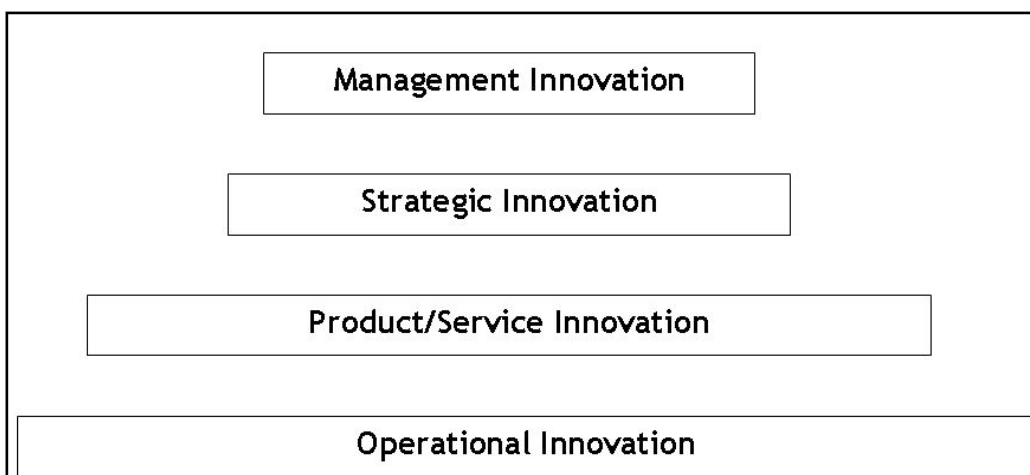 Management Innovation
Strategic Innovation
Product/Service Innovation
Operational Innovation